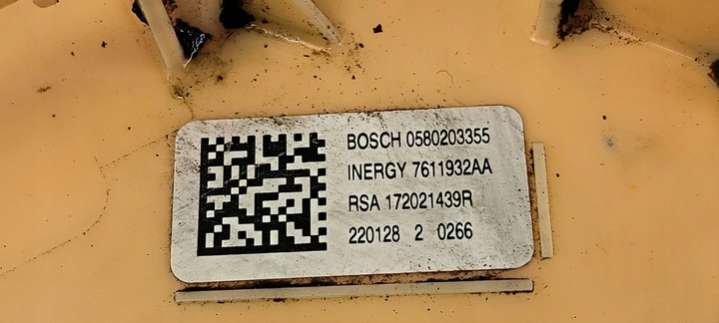 BOSCH 0580203355
INERGY 7611932AA
RSA 172021439R
220128 2 0266